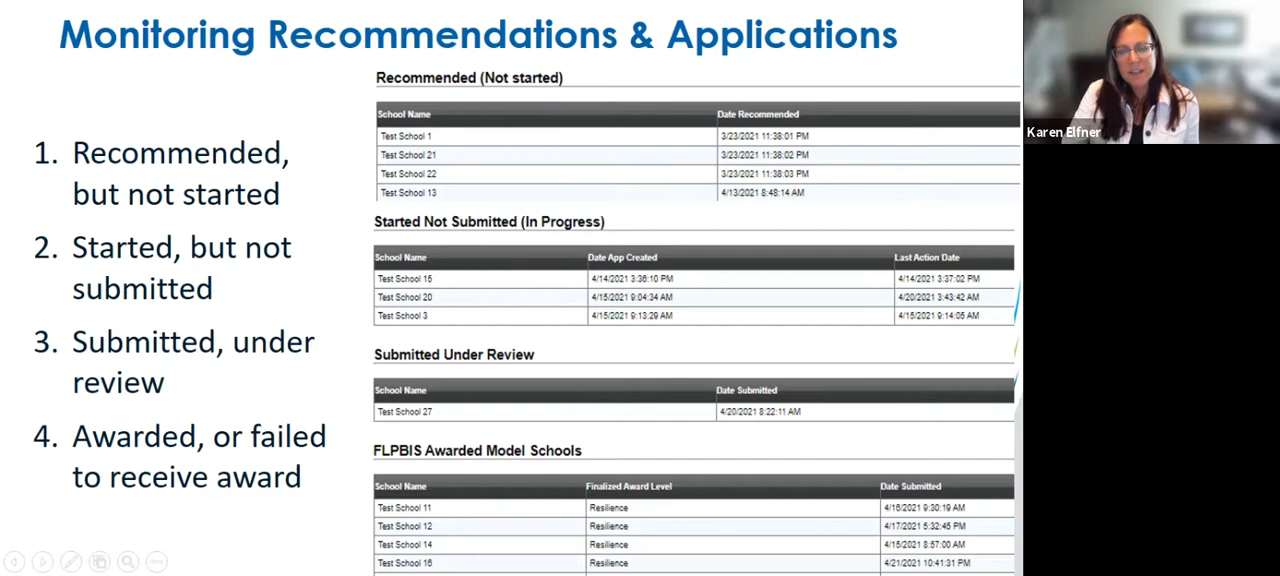 Monitoring Recommendations & Applications
1. Recommended,
but not started
2. Started, but not
submitted
3. Submitted, under
review
4. Awarded, or failed
to receive award
Recommended (Not started)
School Name Date Recommended
Test School 1 3/23/2021 11:38:01 PM
Test School 21 3/23/2021 11:38:02 PM
Test School 22 3/23/2021 11:38:03 PM
Test School 13 4/13/2021 8:48:14 AM
Started Not Submitted (In Progress)
School Name Date App Created Last Action Date
Test School 15 4/14/2021 3:36:10 PM 4/14/2021 3:37:02 PM
Test School 20 4/15/2021 9:04:34 AM 4/20/2021 3:43:42 AM
Test School 3 4/15/2021 9:13:29 AM 4/15/2021 9:14:05 AM
Submitted Under Review
School Name Date Submitted
Test School 27 4/20/2021 8:22:11 AM
FLPBIS Awarded Model Schools
School Name Finalized Award Level Date Submitted
Test School 11 Resilience 4/16/2021 9:30:19 AM
Test School 12 Resilience 4/17/2021 5:32:45 PM
Test School 14 Resilience 4/15/2021 8:57:00 AM
Test School 16 Resilience 4/21/2021 10:41:31 PM
Karen Elfner